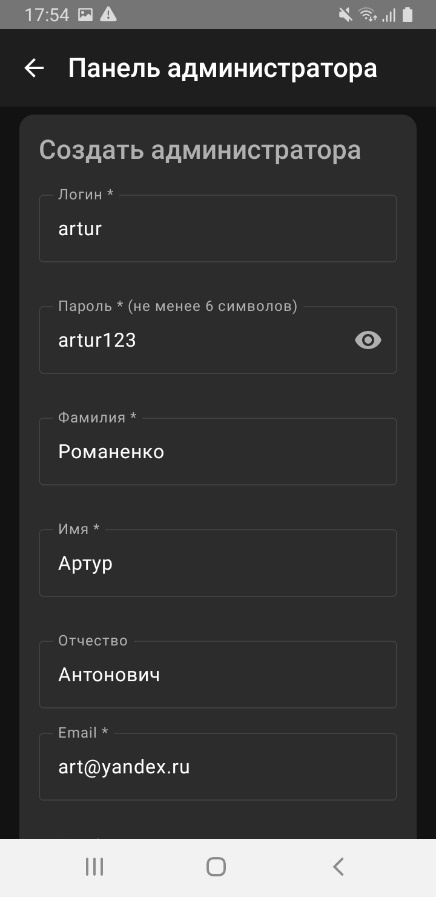 17:54
Панель администратора
Создать администратора
Логин *
artur
Пароль * (не менее 6 символов)
artur123
Фамилия *
Романенко
Имя *
Артур
Отчество
Антонович
Email *
art@yandex.ru